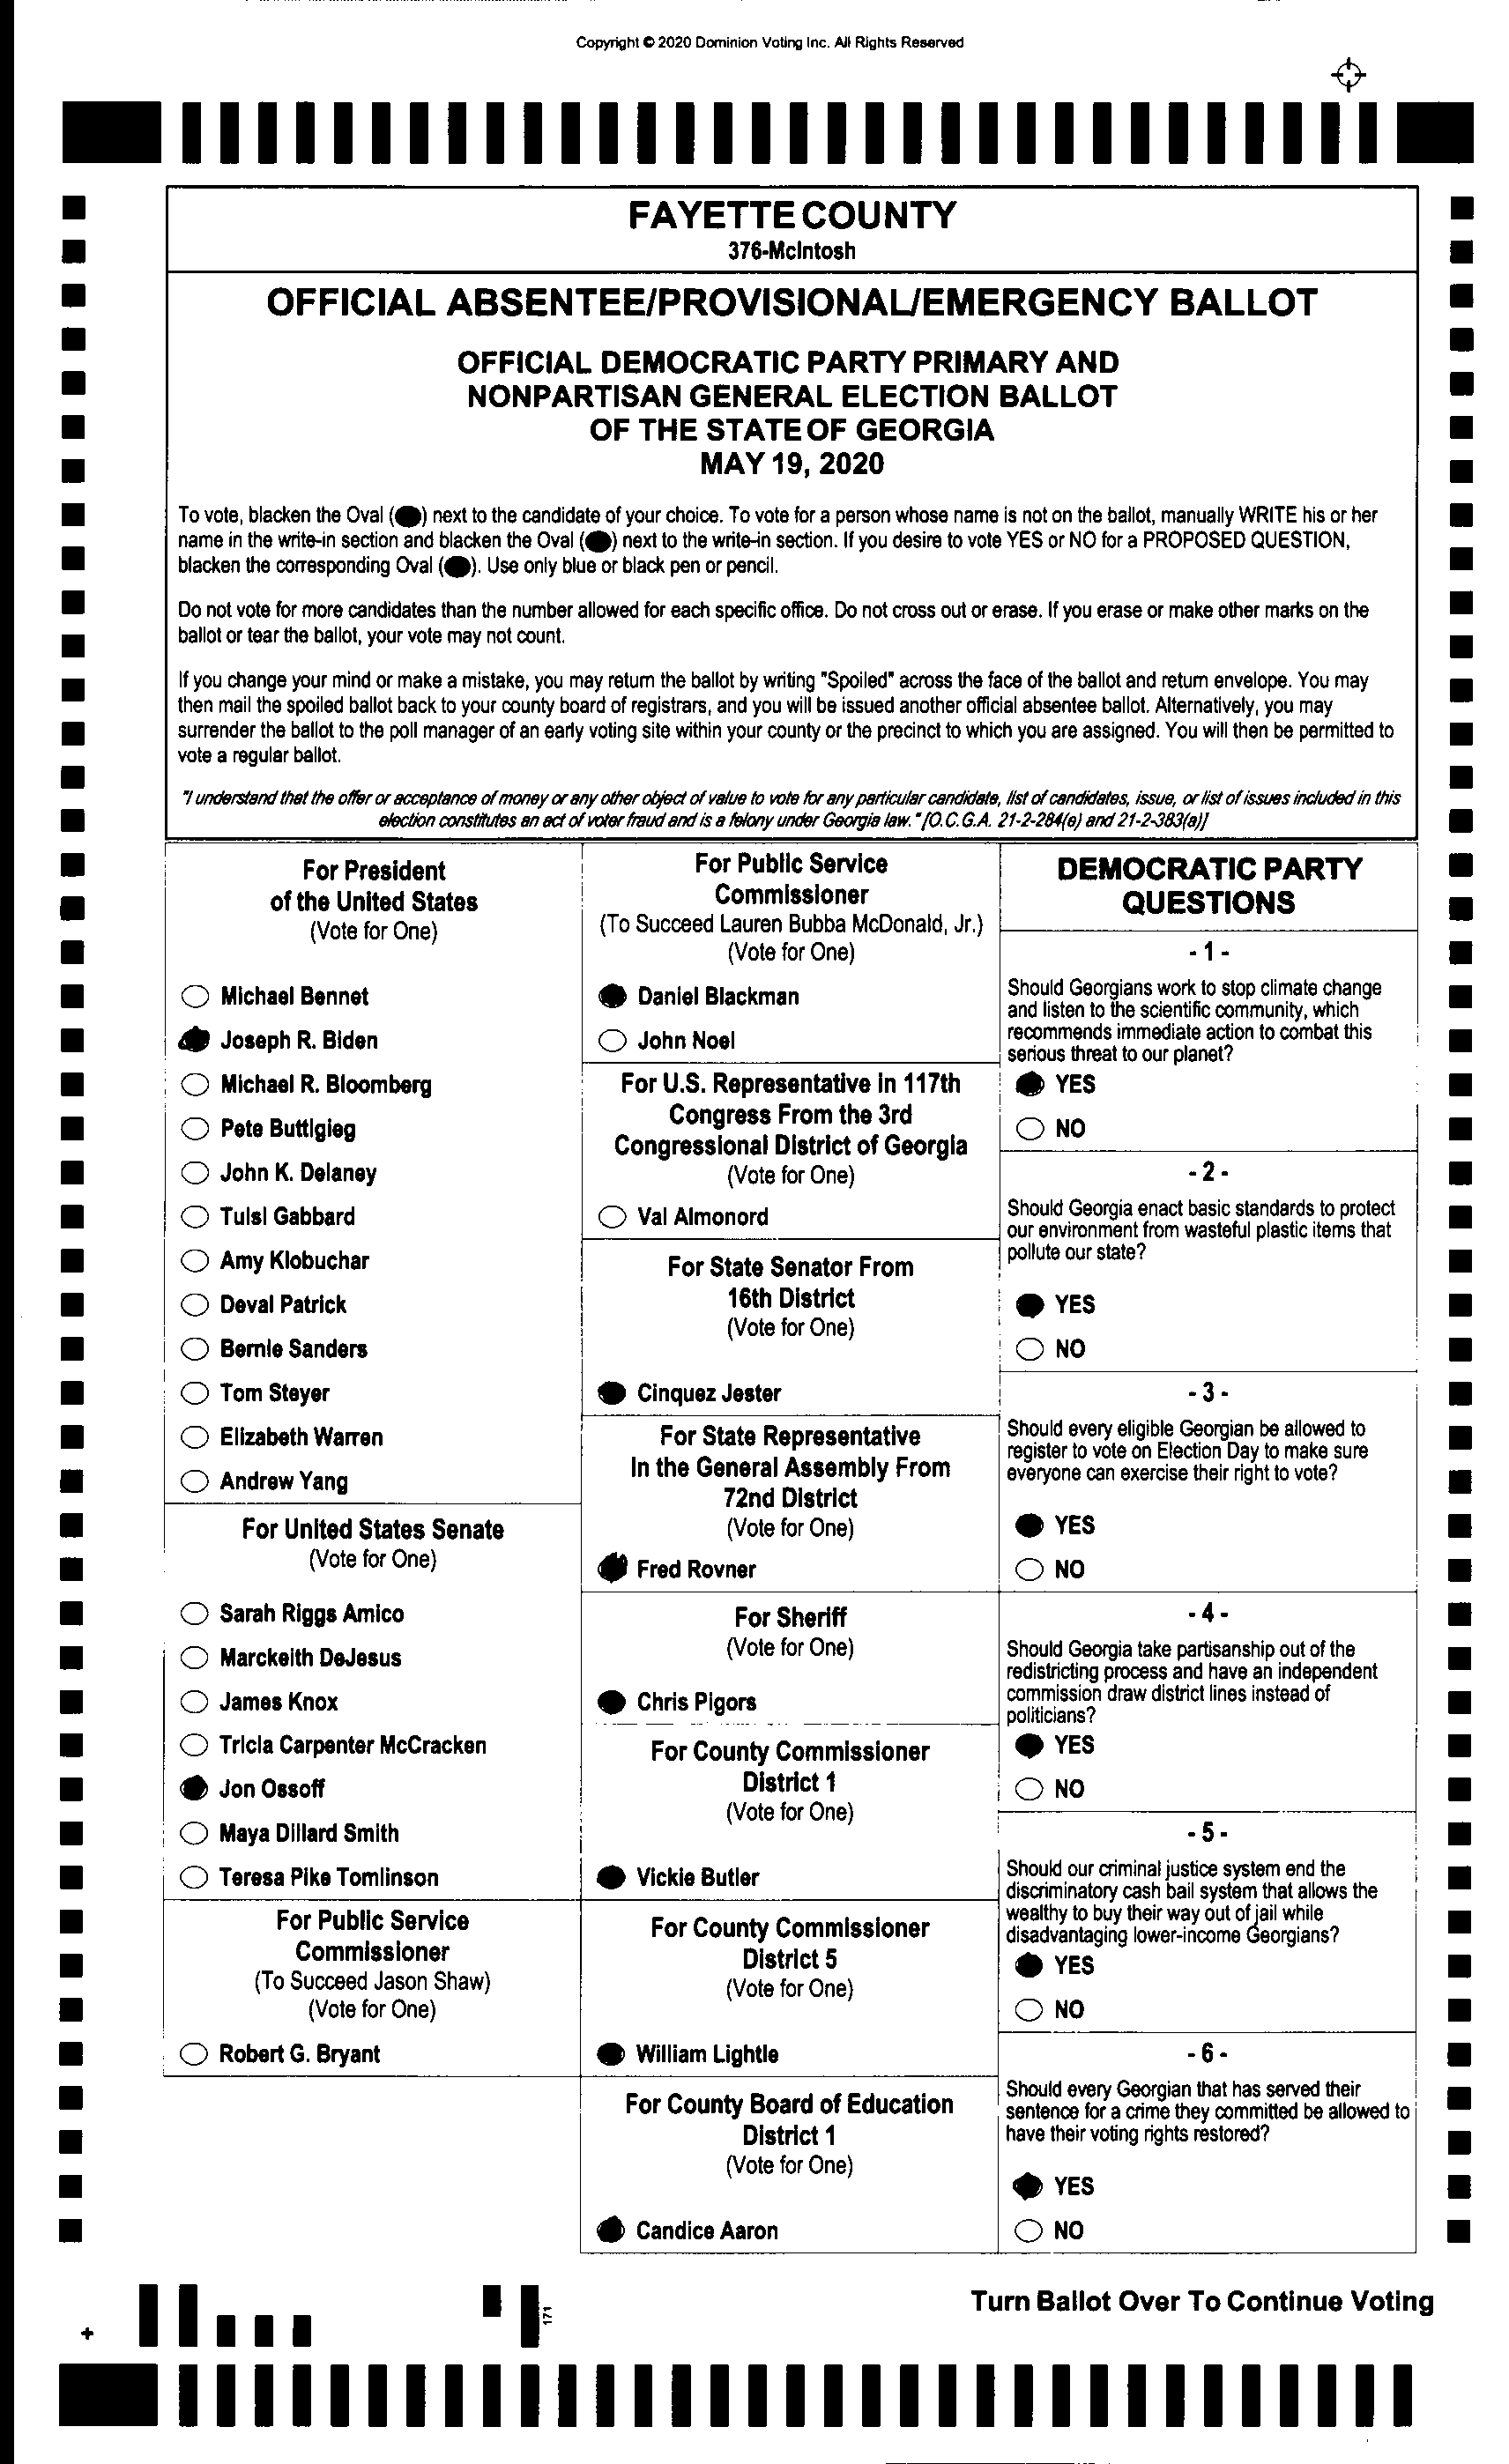 Copyright © 2020 Dominion Voting Inc. All Rights Reserved
FAYETTE COUNTY
376-McIntosh
OFFICIAL ABSENTEE/PROVISIONAL/EMERGENCY BALLOT
OFFICIAL DEMOCRATIC PARTY PRIMARY AND
NONPARTISAN GENERAL ELECTION BALLOT
OF THE STATE OF GEORGIA
MAY 19, 2020
To vote, blacken the Oval ( ) next to the candidate of your choice. To vote for a person whose name is not on the ballot, manually WRITE his or her
name in the write-in section and blacken the Oval ( ) next to the write-in section. If you desire to vote YES or NO for a PROPOSED QUESTION,
blacken the corresponding Oval ( ). Use only blue or black pen or pencil.
Do not vote for more candidates than the number allowed for each specific office. Do not cross out or erase. If you erase or make other marks on the
ballot or tear the ballot, your vote may not count.
If you change your mind or make a mistake, you may return the ballot by writing "Spoiled" across the face of the ballot and return envelope. You may
then mail the spoiled ballot back to your county board of registrars, and you will be issued another official absentee ballot. Alternatively, you may
surrender the ballot to the poll manager of an early voting site within your county or the precinct to which you are assigned. You will then be permitted to
vote a regular ballot.
"I understand that the offer or acceptance of money or any other object of value to vote for any particular candidate, list of candidates, issue, or list of issues included in this
election constitutes an act of voter fraud and is a felony under Georgia law." [O.C.G.A. 21-2-284(e) and 21-2-383(a)]
For President
of the United States
(Vote for One)
Michael Bennet
Joseph R. Biden
Michael R. Bloomberg
Pete Buttigieg
John K. Delaney
Tulsi Gabbard
Amy Klobuchar
Deval Patrick
Bernie Sanders
Tom Steyer
Elizabeth Warren
Andrew Yang
For United States Senate
(Vote for One)
Sarah Riggs Amico
Marckeith DeJesus
James Knox
Tricia Carpenter McCracken
Jon Ossoff
Maya Dillard Smith
Teresa Pike Tomlinson
For Public Service
Commissioner
(To Succeed Jason Shaw)
(Vote for One)
Robert G. Bryant
For Public Service
Commissioner
(To Succeed Lauren Bubba McDonald, Jr.)
(Vote for One)
Daniel Blackman
John Noel
For U.S. Representative in 117th
Congress From the 3rd
Congressional District of Georgia
(Vote for One)
Val Almonord
For State Senator From
16th District
(Vote for One)
Cinquez Jester
For State Representative
In the General Assembly From
72nd District
(Vote for One)
Fred Rovner
For Sheriff
(Vote for One)
Chris Pigors
For County Commissioner
District 1
(Vote for One)
Vickie Butler
For County Commissioner
District 5
(Vote for One)
William Lightle
For County Board of Education
District 1
(Vote for One)
Candice Aaron
DEMOCRATIC PARTY
QUESTIONS
- 1 -
Should Georgians work to stop climate change
and listen to the scientific community, which
recommends immediate action to combat this
serious threat to our planet?
YES
NO
- 2 -
Should Georgia enact basic standards to protect
our environment from wasteful plastic items that
pollute our state?
YES
NO
- 3 -
Should every eligible Georgian be allowed to
register to vote on Election Day to make sure
everyone can exercise their right to vote?
YES
NO
- 4 -
Should Georgia take partisanship out of the
redistricting process and have an independent
commission draw district lines instead of
politicians?
YES
NO
- 5 -
Should our criminal justice system end the
discriminatory cash bail system that allows the
wealthy to buy their way out of jail while
disadvantaging lower-income Georgians?
YES
NO
- 6 -
Should every Georgian that has served their
sentence for a crime they committed be allowed to
have their voting rights restored?
YES
NO
171
Turn Ballot Over To Continue Voting